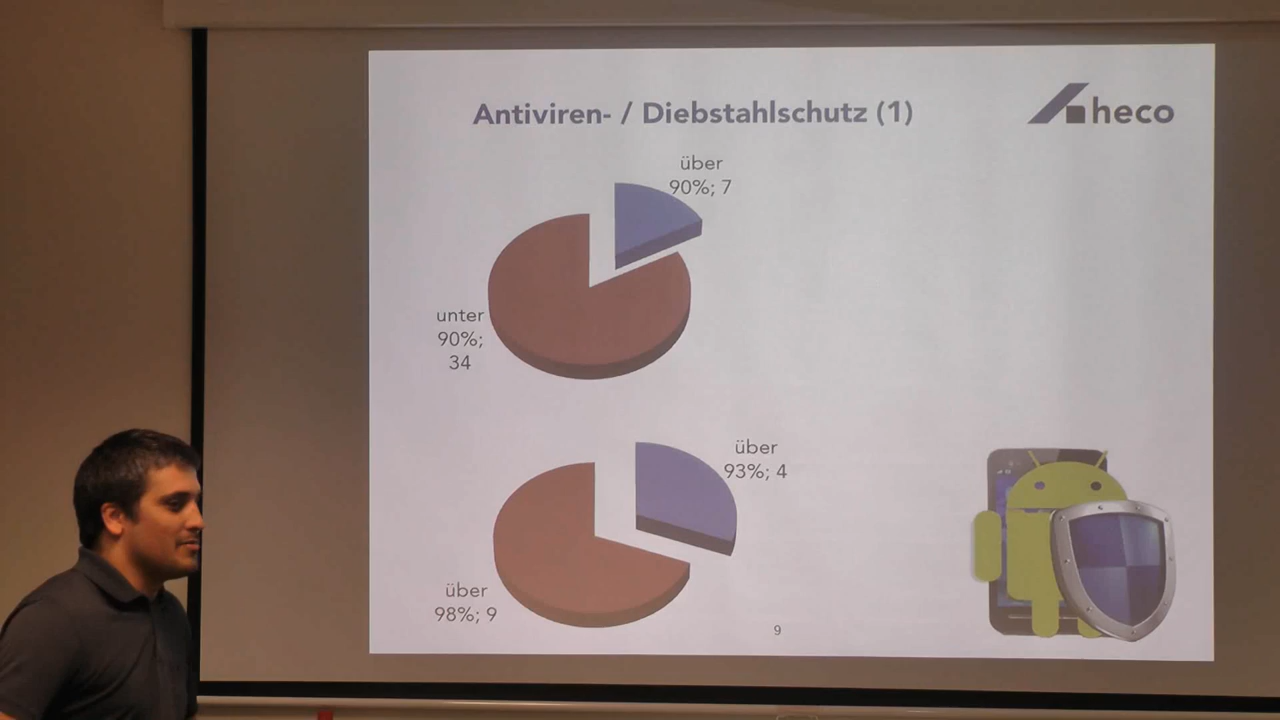 Antiviren- / Diebstahlschutz (1)
heco
über
90%; 7
unter
90%;
34
über
93%; 4
über
98%; 9
9